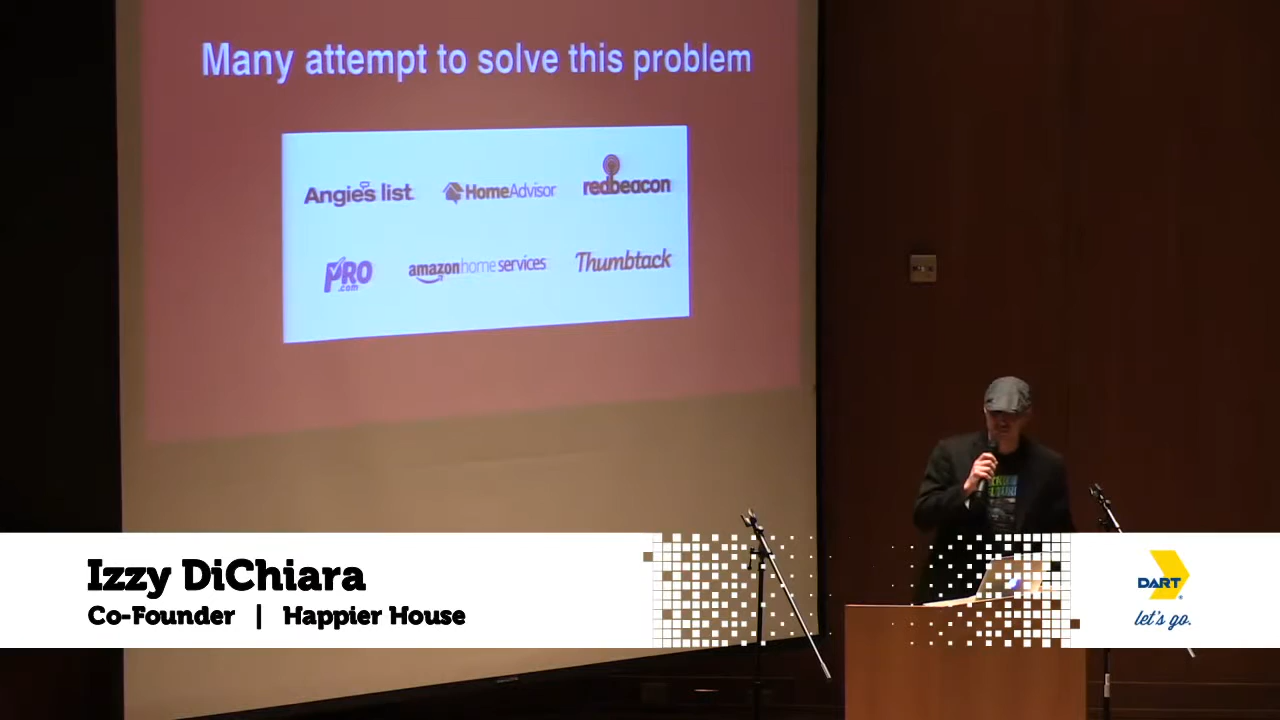 Many attempt to solve this problem
Angie's list
HomeAdvisor
redbeacon
PRO
.com
amazon home services
Thumbtack
Izzy DiChiara
Co-Founder | Happier House
DART
let's go.